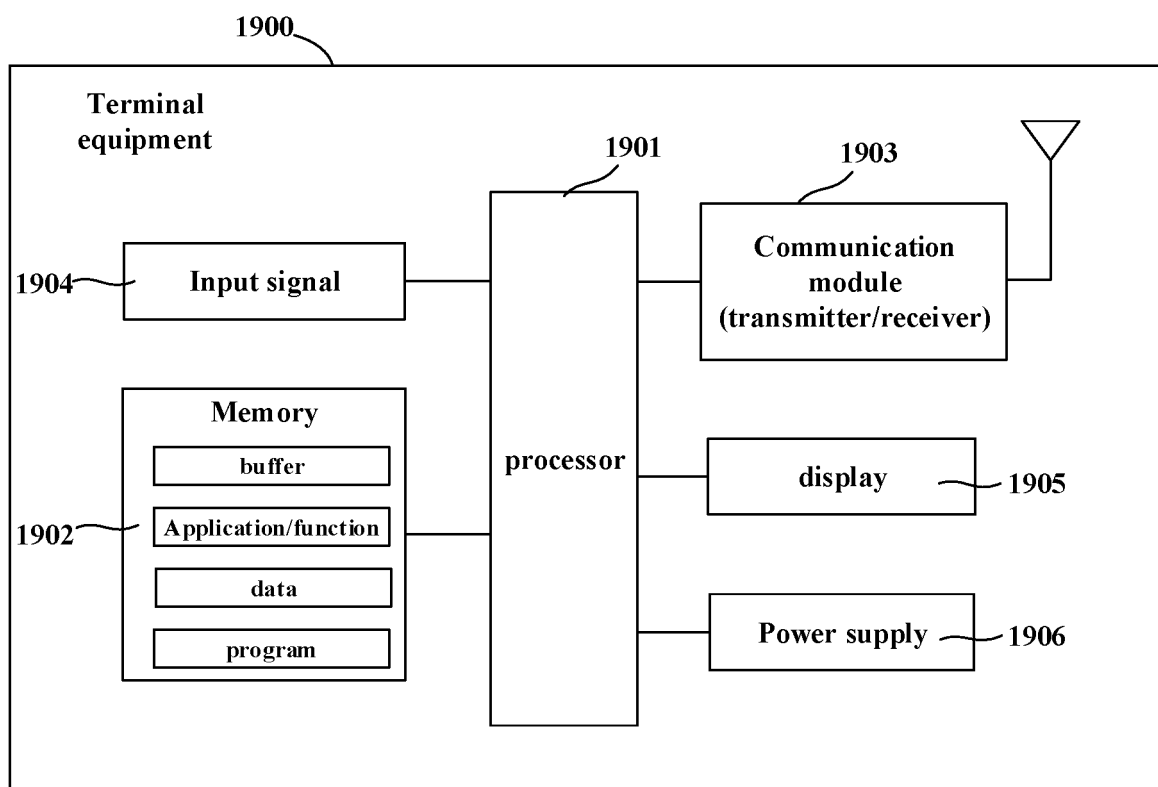 1900
Terminal
equipment
1901
1903
1904
Input signal
Communication
module
(transmitter/receiver)
Memory
buffer
1902
Application/function
data
program
processor
display
1905
Power supply
1906